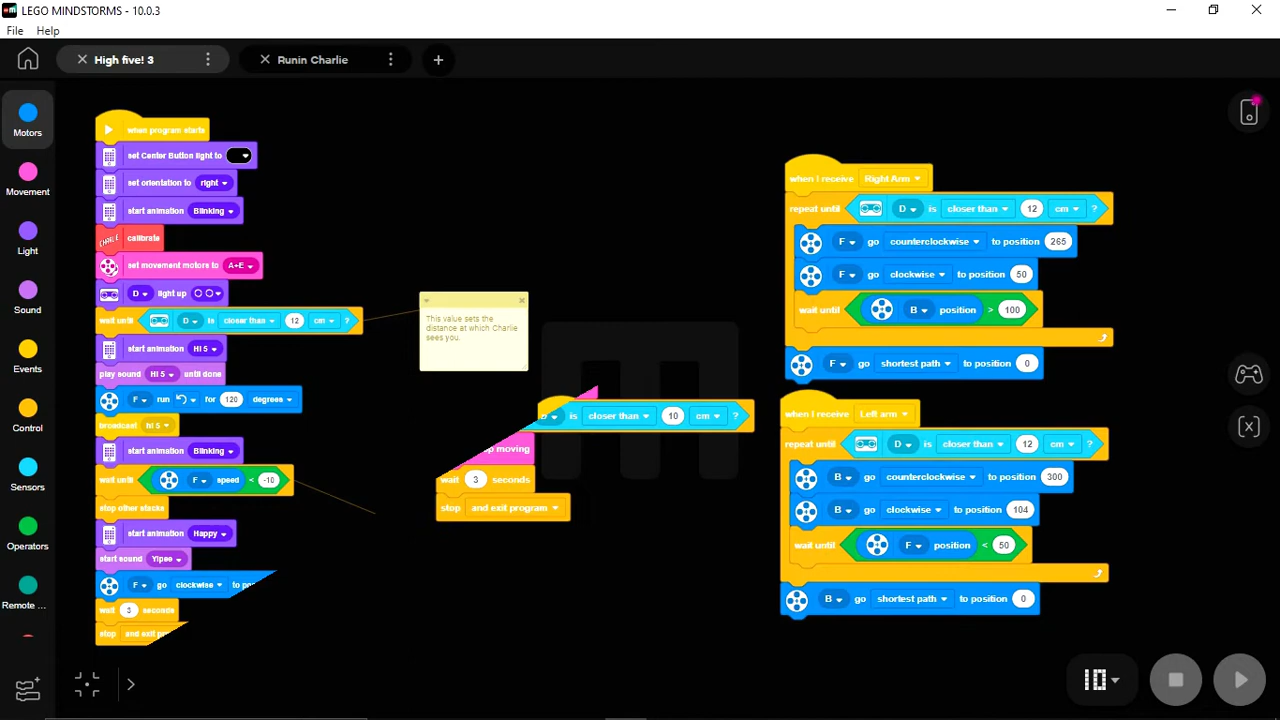 LEGO MINDSTORMS - 10.0.3
File Help
High five! 3
Runin Charlie
Motors
Movement
Light
Sound
Events
Control
Sensors
Operators
Remote ...
when program starts
set Center Button light to
set orientation to right
start animation Blinking
calibrate
set movement motors to A+E
D light up
wait until D is closer than 12 cm ?
start animation HI 5
play sound HI 5 until done
F run for 120 degrees
broadcast hi 5
start animation Blinking
wait until F speed < -10
stop other stacks
start animation Happy
start sound Yipee
F go clockwise to
wait 3 seconds
stop and exit
This value sets the
distance at which Charlie
sees you.
is closer than 10 cm ?
moving
wait 3 seconds
stop and exit program
when I receive Right Arm
repeat until D is closer than 12 cm ?
F go counterclockwise to position 265
F go clockwise to position 50
wait until B position > 100
F go shortest path to position 0
when I receive Left arm
repeat until D is closer than 12 cm ?
B go counterclockwise to position 300
B go clockwise to position 104
wait until F position < 50
B go shortest path to position 0